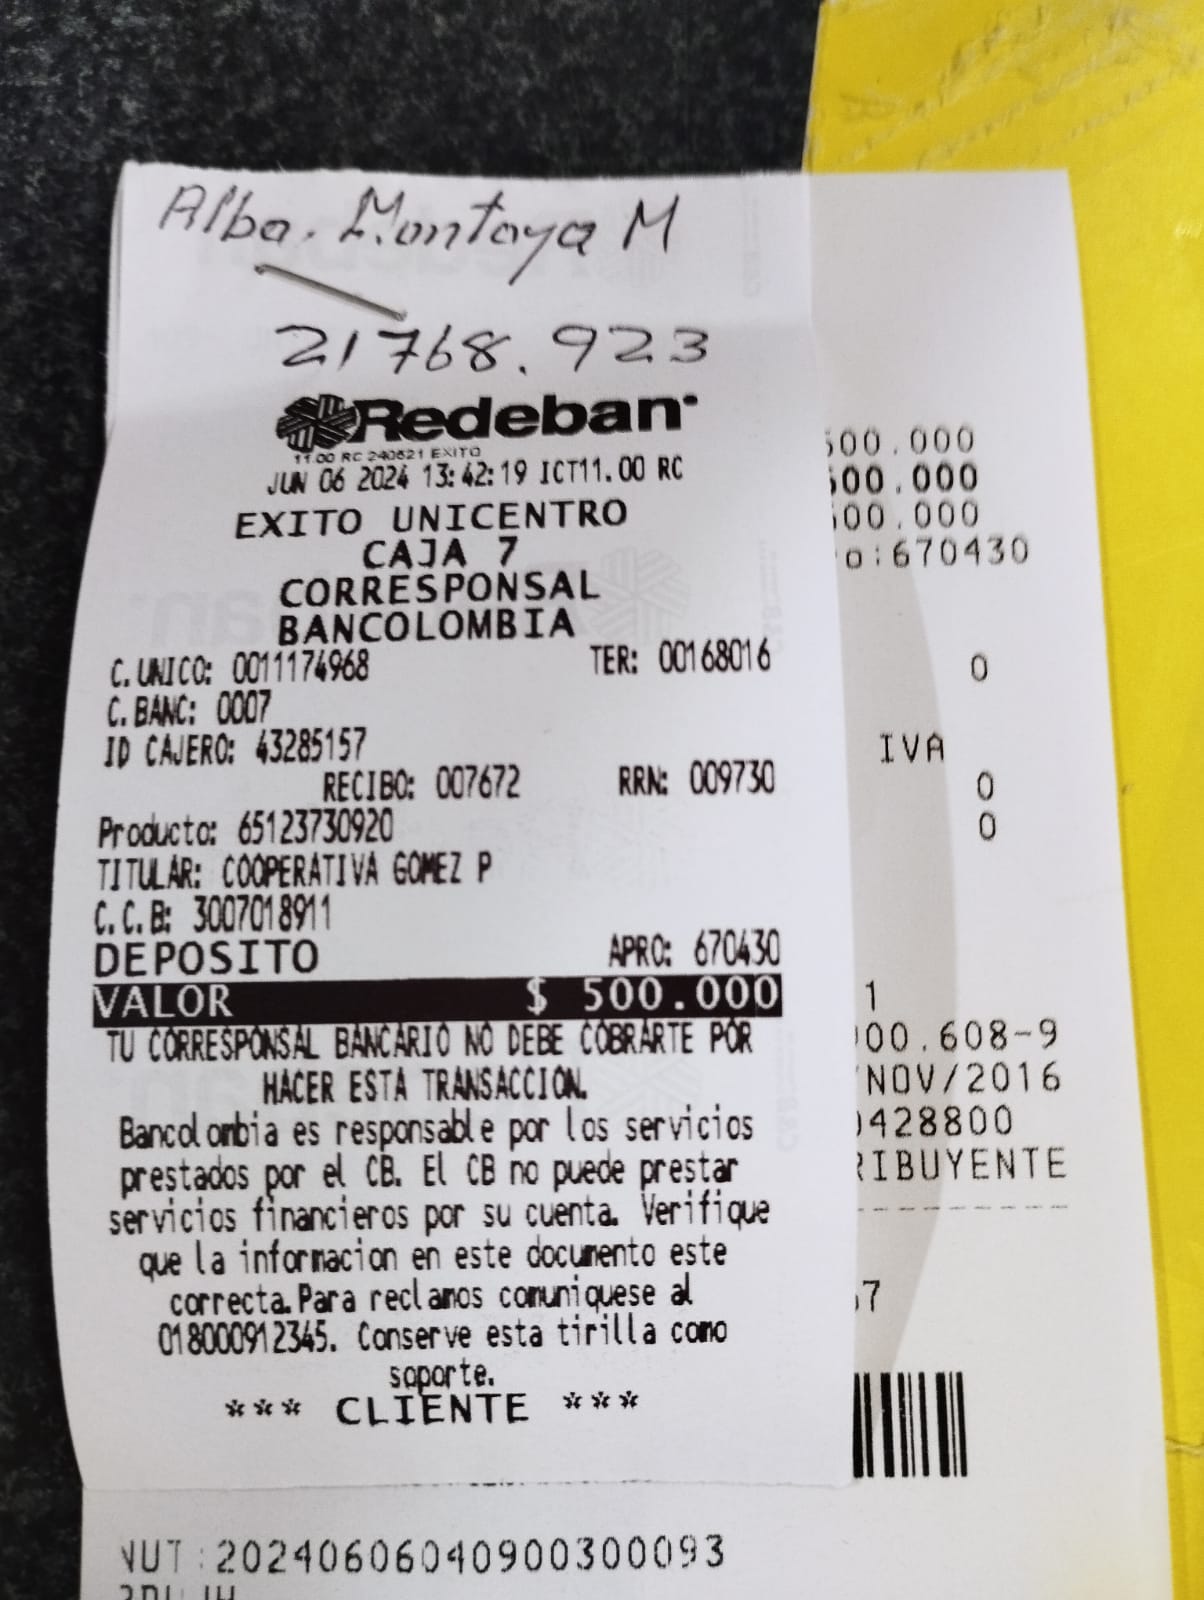 Alba. Montoya M
21768.923
Redeban
11.00 RC 240621 EXITO
JUN 06 2024 13:42:19 ICT11.00 RC
EXITO UNICENTRO
CAJA 7
CORRESPONSAL
BANCOLOMBIA
C. UNICO: 0011174968 TER: 00168016
C. BANC: 0007
ID CAJERO: 43285157
RECIBO: 007672 RRN: 009730
Producto: 65123730920
TITULAR: COOPERATIVA GOMEZ P
C.C.B: 3007018911
DEPOSITO APRO: 670430
VALOR $ 500.000
TU CORRESPONSAL BANCARIO NO DEBE COBRARTE POR
HACER ESTA TRANSACCION.
Bancolombia es responsable por los servicios
prestados por el CB. El CB no puede prestar
servicios financieros por su cuenta. Verifique
que la informacion en este documento este
correcta. Para reclamos comuniquese al
018000912345. Conserve esta tirilla como
soporte.
*** CLIENTE ***
500.000
500.000
500.000
o:670430
0
IVA
0
0
1
00.608-9
NOV/2016
0428800
RIBUYENTE
7
NUT:20240606040900300093